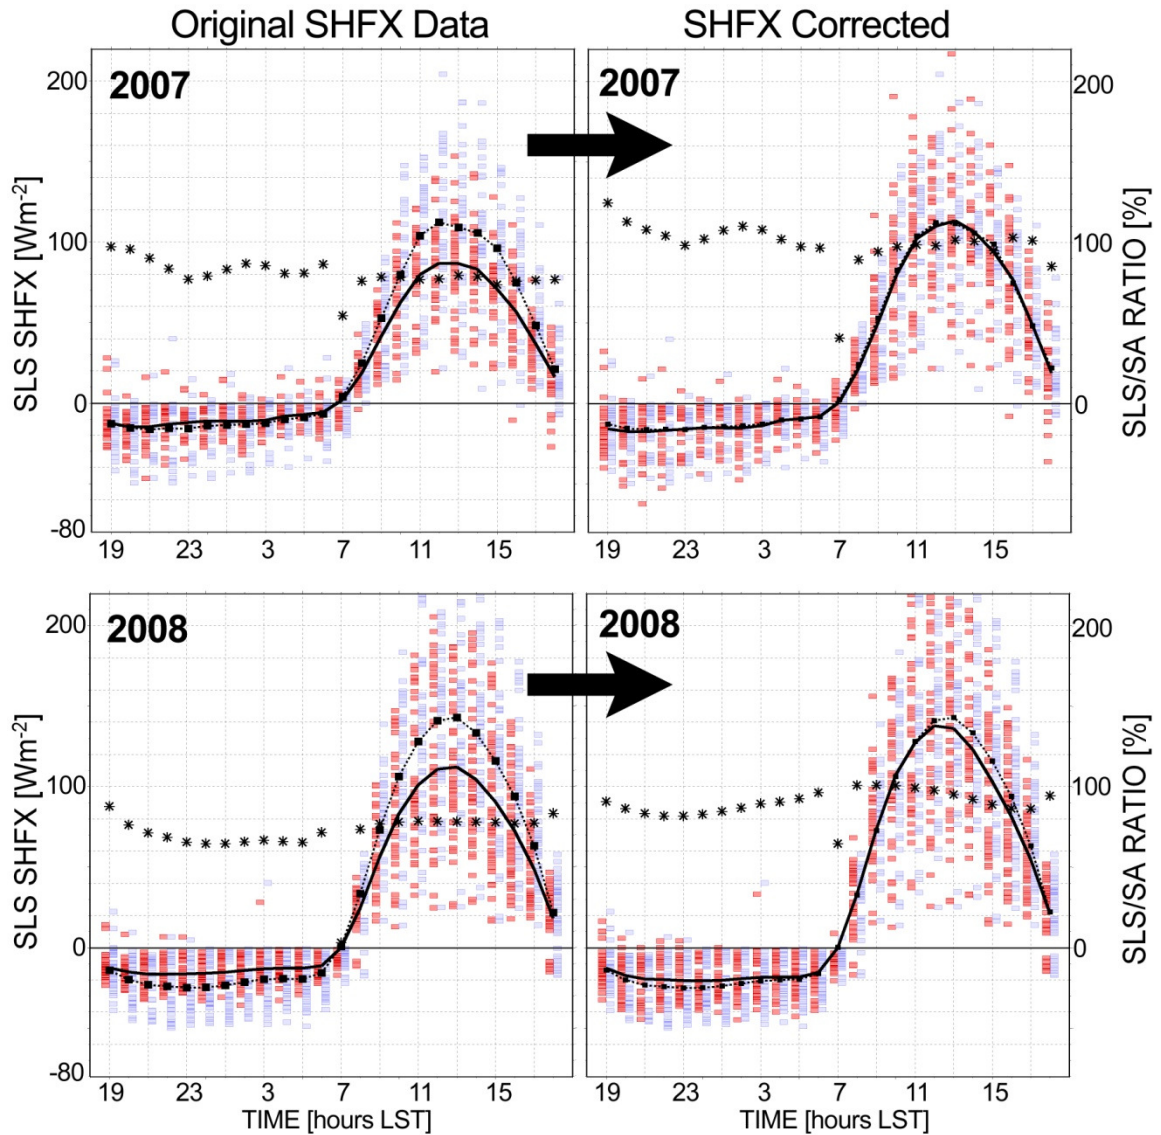 Original SHFX Data
SHFX Corrected
2007
2007
200
100
0
-80
200
100
0
SLS SHFX [Wm-2]
SLS/SA RATIO [%]
19 23 3 7 11 15
19 23 3 7 11 15
2008
2008
200
100
0
-80
200
100
0
SLS SHFX [Wm-2]
SLS/SA RATIO [%]
19 23 3 7 11 15
19 23 3 7 11 15
TIME [hours LST]
TIME [hours LST]